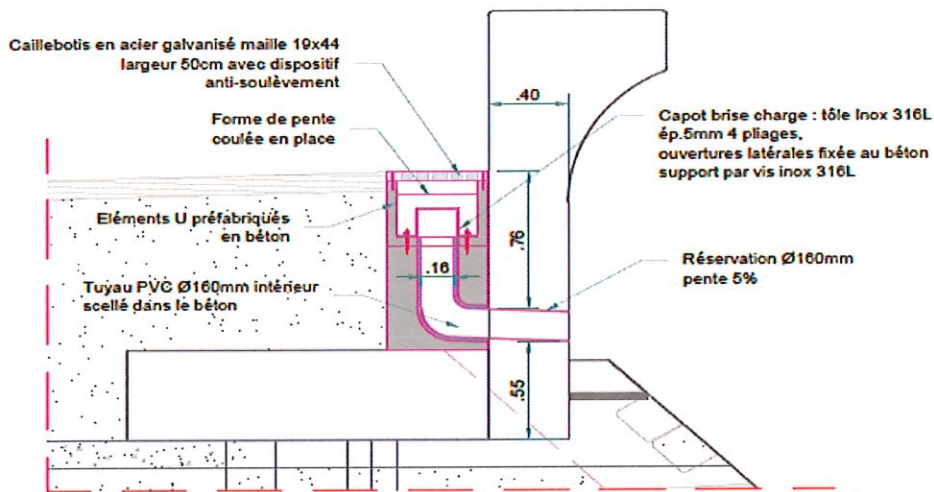 Caillebotis en acier galvanisé maille 19x44
largeur 50cm avec dispositif
anti-soulèvement
.40
Forme de pente
coulée en place
Capot brise charge : tôle Inox 316L
ép.5mm 4 pliages,
ouvertures latérales fixée au béton
support par vis inox 316L
Eléments U préfabriqués
en béton
.76
.16
Réservation Ø160mm
pente 5%
Tuyau PVC Ø160mm intérieur
scellé dans le béton
.55